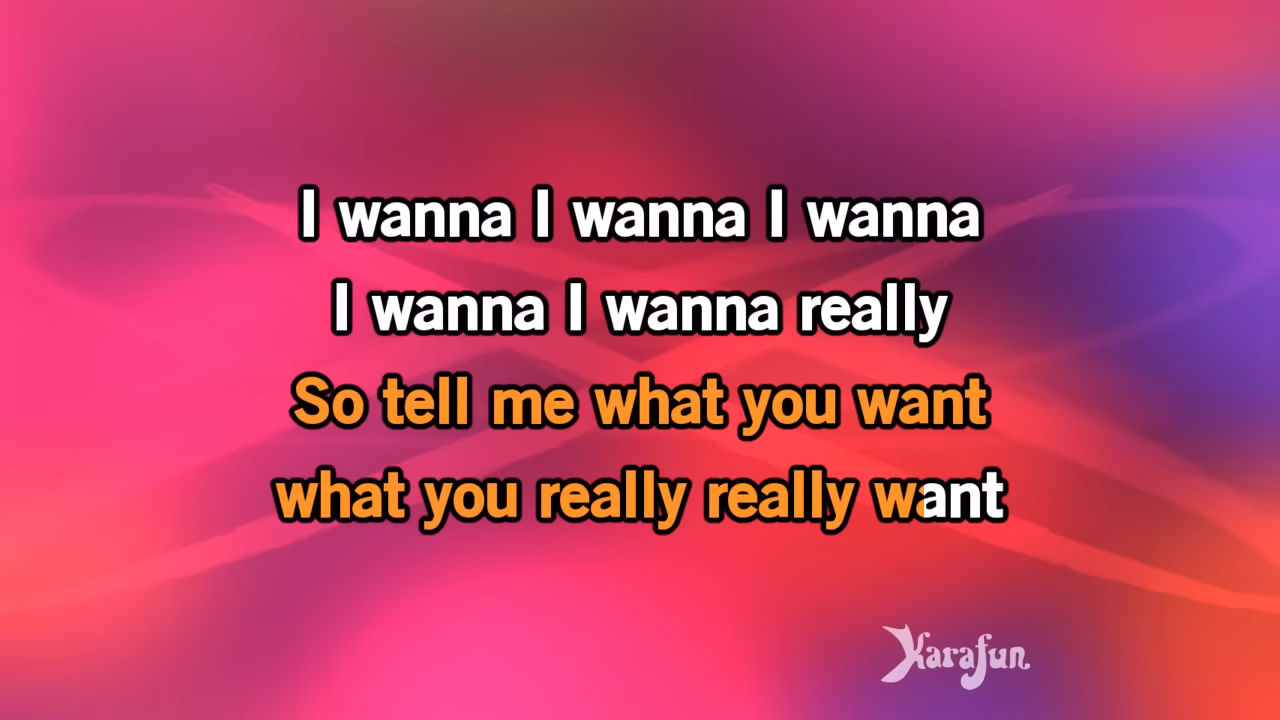 I wanna I wanna I wanna
I wanna I wanna really
So tell me what you want
what you really really want
Karafun